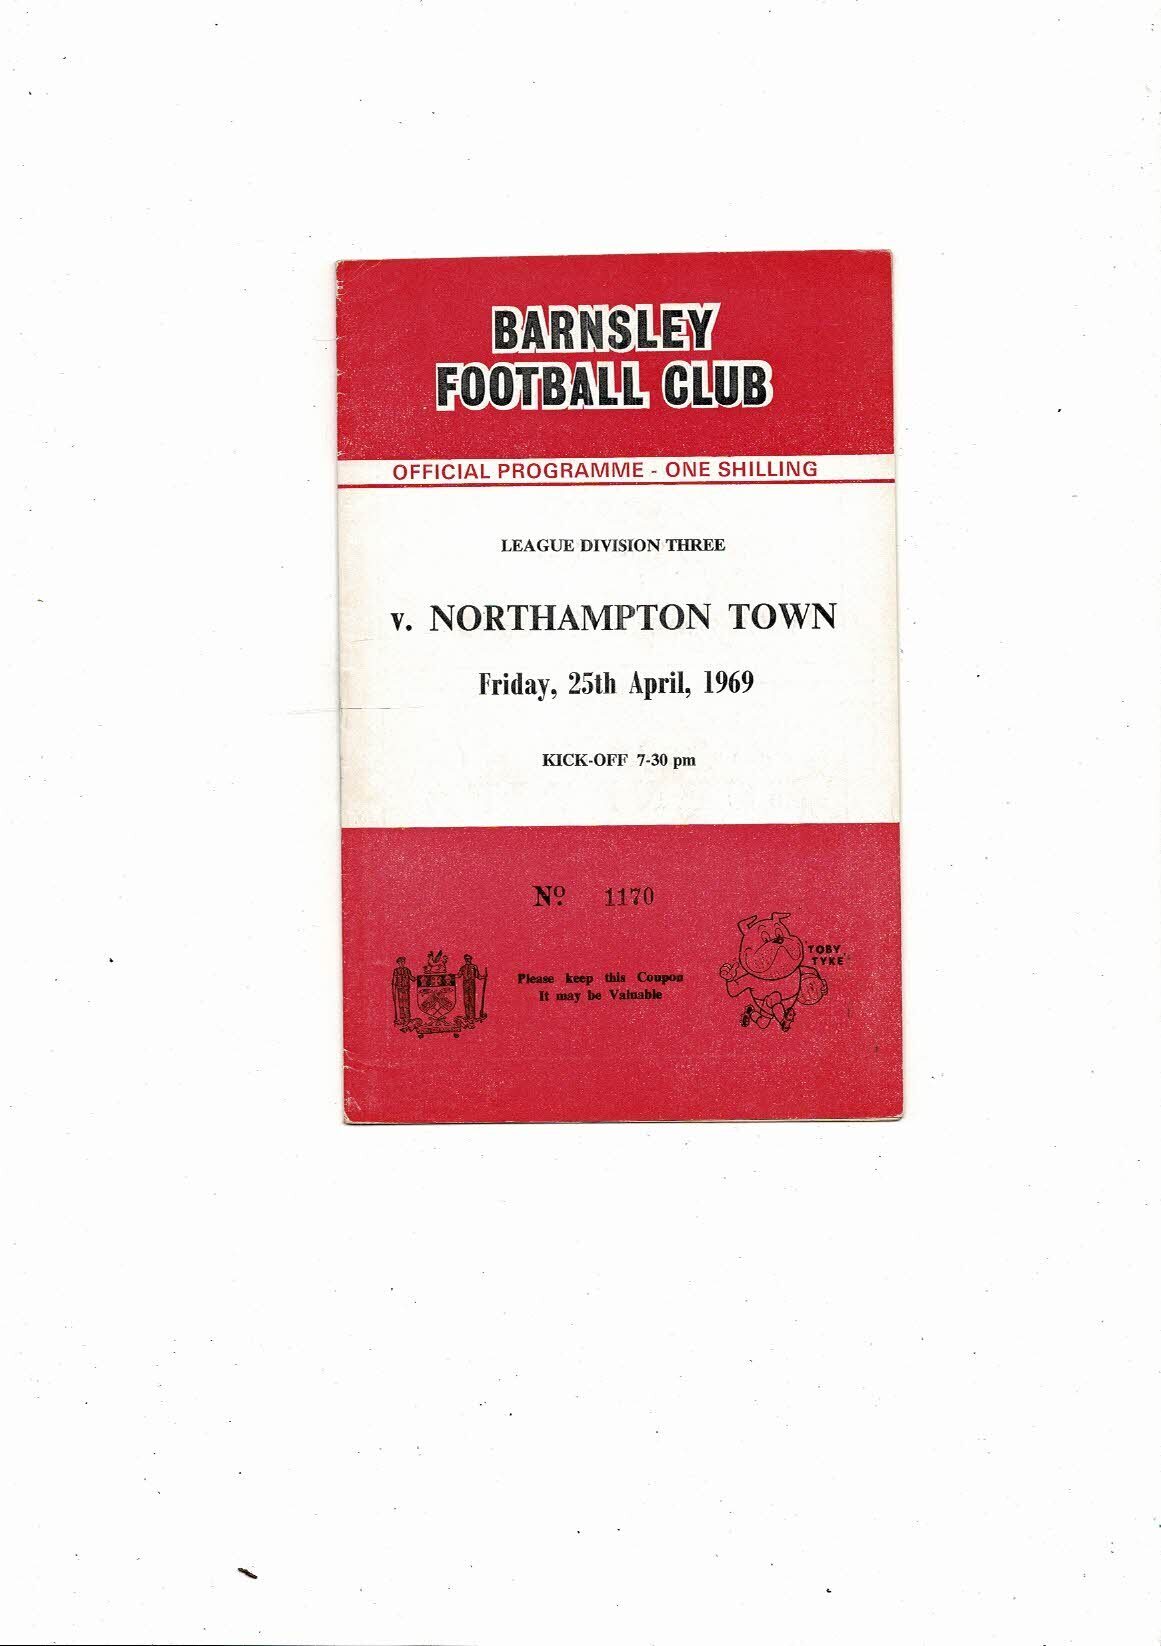 BARNSLEY
FOOTBALL CLUB
OFFICIAL PROGRAMME - ONE SHILLING
LEAGUE DIVISION THREE
v. NORTHAMPTON TOWN
Friday, 25th April, 1969
KICK-OFF 7-30 pm
Nº 1170
TOBY
TYKE
Please keep this Coupon
It may be Valuable